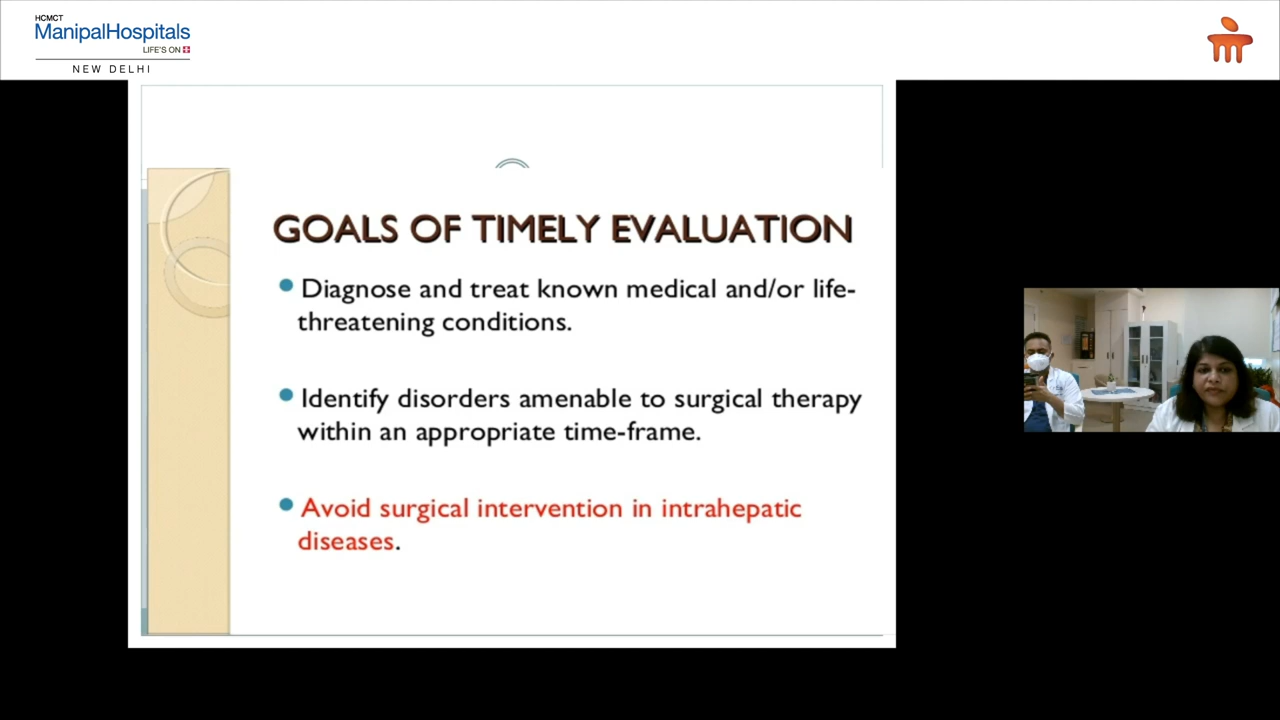 HCMCT
ManipalHospitals
LIFE'S ON
NEW DELHI
GOALS OF TIMELY EVALUATION
Diagnose and treat known medical and/or life-
threatening conditions.
Identify disorders amenable to surgical therapy
within an appropriate time-frame.
Avoid surgical intervention in intrahepatic
diseases.